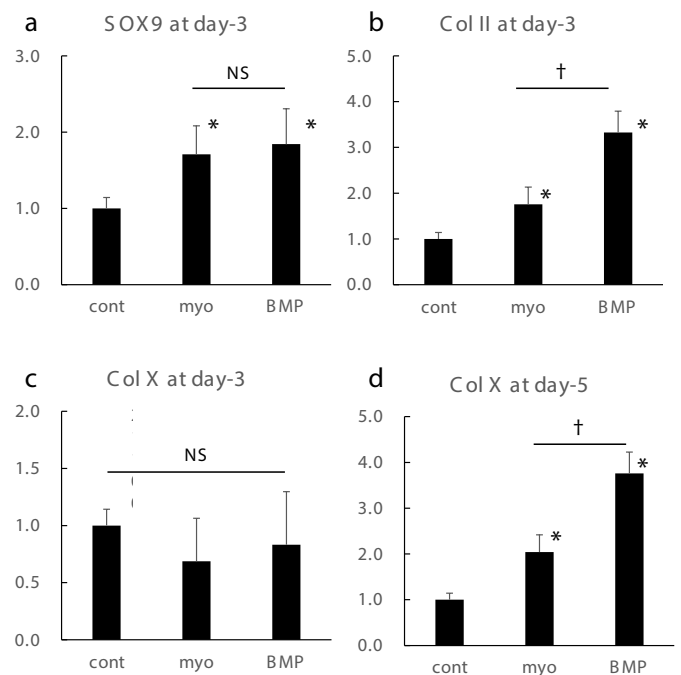 a
SOX9 at day-3
3.0
2.0
1.0
0.0
NS
*
*
cont
myo
BMP
b
Col II at day-3
5.0
4.0
3.0
2.0
1.0
0.0
†
*
*
cont
myo
BMP
c
Col X at day-3
2.0
1.5
1.0
0.5
0.0
NS
cont
myo
BMP
d
Col X at day-5
5.0
4.0
3.0
2.0
1.0
0.0
†
*
*
cont
myo
BMP